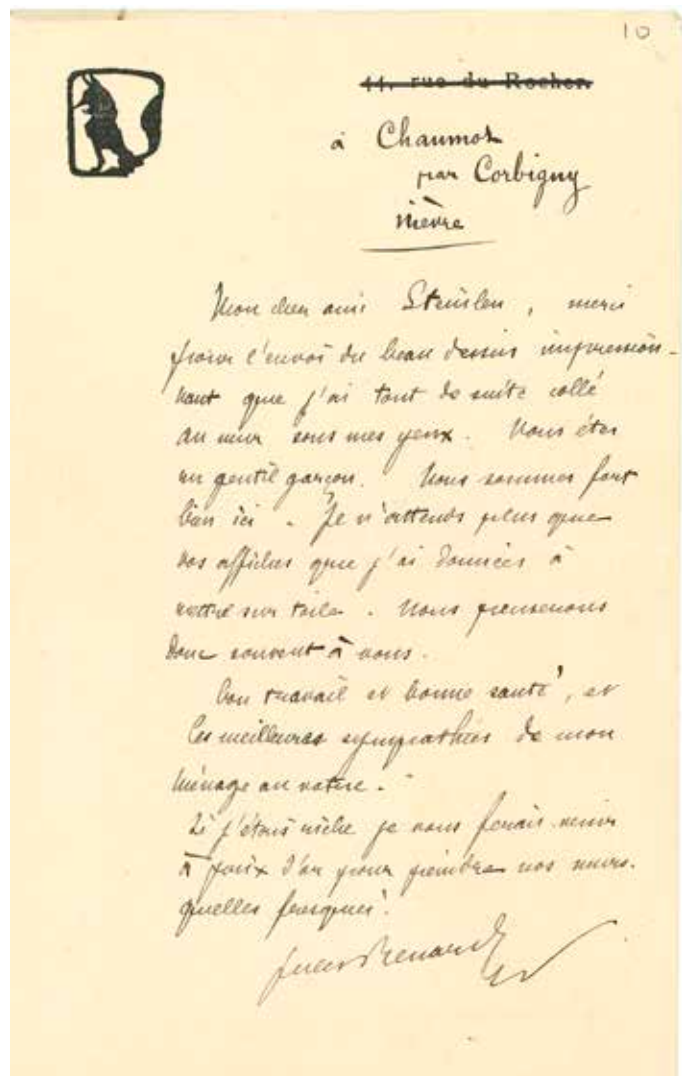 10
44, rue du Rocher.
à Chaumot
par Corbigny
Nièvre
Mon cher ami Steinlen, merci
pour l'envoi du beau dessin impression-
nant que j'ai tout de suite collé
au mur sous mes yeux. Vous êtes
un gentil garçon. Nous sommes fort
bien ici. Je n'attends plus que
vos affiches que j'ai données à
mettre sur toile. Nous penserons
donc souvent à vous.
Bon travail et bonne santé, et
les meilleures sympathies de mon
ménage au vôtre.
Si j'étais riche je vous ferais venir
à prix d'or pour peindre nos murs.
quelles fresques!
Jules Renard